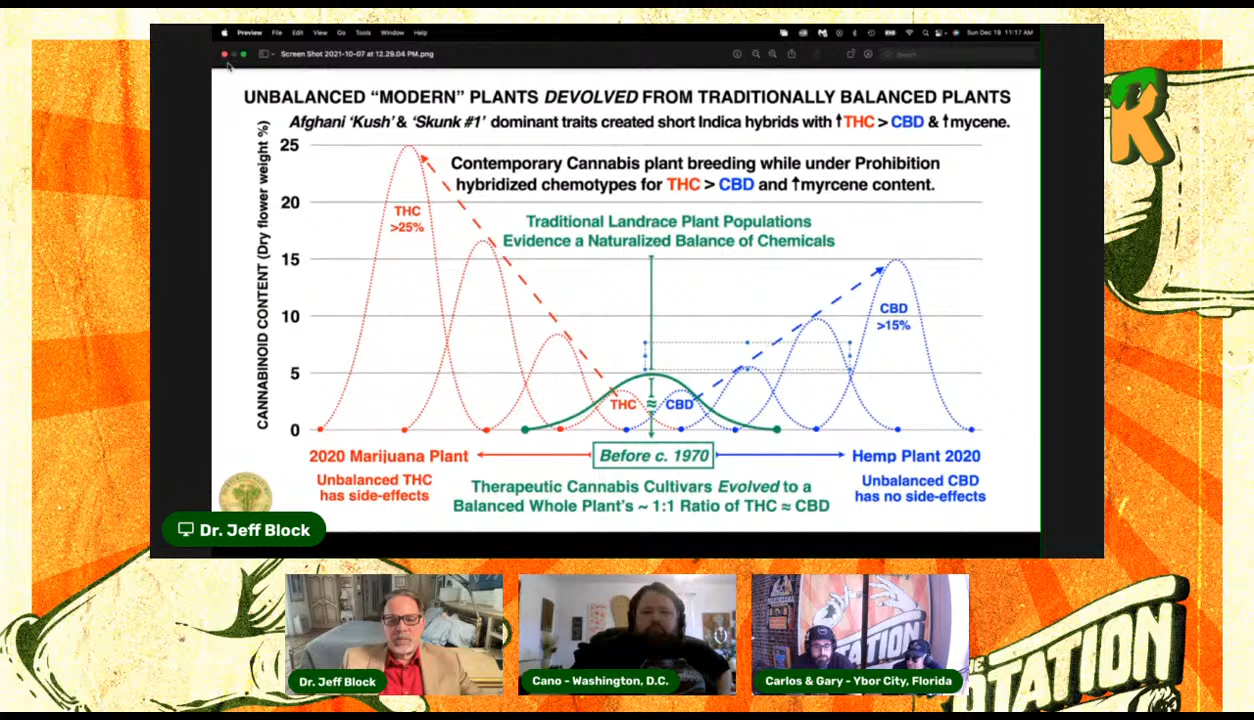 Preview File Edit View Go Tools Window Help
Sun Dec 19 11:17 AM
Screen Shot 2021-10-07 at 12.29.04 PM.png
Search
UNBALANCED “MODERN” PLANTS DEVOLVED FROM TRADITIONALLY BALANCED PLANTS
Afghani ‘Kush’ & ‘Skunk #1’ dominant traits created short Indica hybrids with ↑THC > CBD & ↑mycene.
CANNABINOID CONTENT (Dry flower weight %)
25
20
15
10
5
0
Contemporary Cannabis plant breeding while under Prohibition
hybridized chemotypes for THC > CBD and ↑myrcene content.
THC
>25%
Traditional Landrace Plant Populations
Evidence a Naturalized Balance of Chemicals
CBD
>15%
THC ≈ CBD
2020 Marijuana Plant
Before c. 1970
Hemp Plant 2020
Unbalanced THC
has side-effects
Therapeutic Cannabis Cultivars Evolved to a
Balanced Whole Plant’s ~ 1:1 Ratio of THC ≈ CBD
Unbalanced CBD
has no side-effects
Dr. Jeff Block
Dr. Jeff Block
Cano - Washington, D.C.
Carlos & Gary - Ybor City, Florida
R